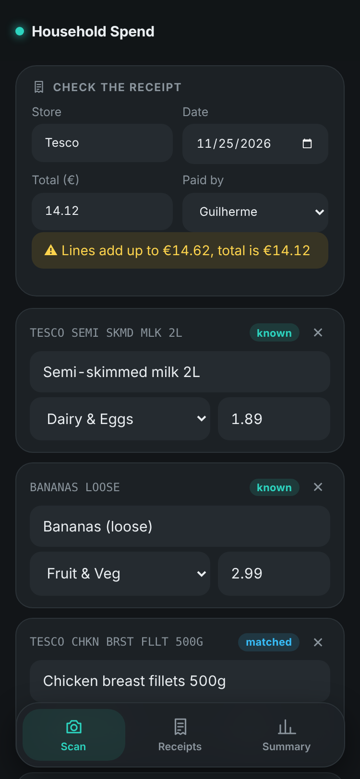 Household Spend
CHECK THE RECEIPT
Store Date
Tesco 11/25/2026
Total (€) Paid by
14.12 Guilherme
⚠ Lines add up to €14.62, total is €14.12
TESCO SEMI SKMD MLK 2L known ✕
Semi-skimmed milk 2L
Dairy & Eggs 1.89
BANANAS LOOSE known ✕
Bananas (loose)
Fruit & Veg 2.99
TESCO CHKN BRST FLLT 500G matched ✕
Chicken breast fillets 500g
Scan Receipts Summary